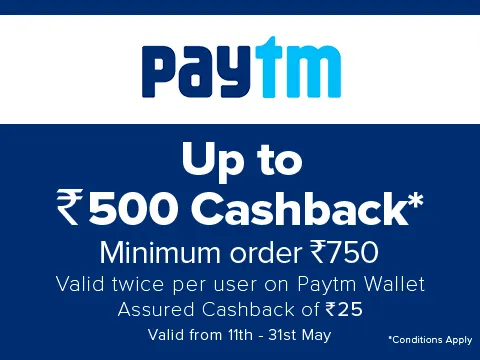 paytm
Up to
₹500 Cashback*
Minimum order ₹750
Valid twice per user on Paytm Wallet
Assured Cashback of ₹25
Valid from 11th - 31st May
*Conditions Apply